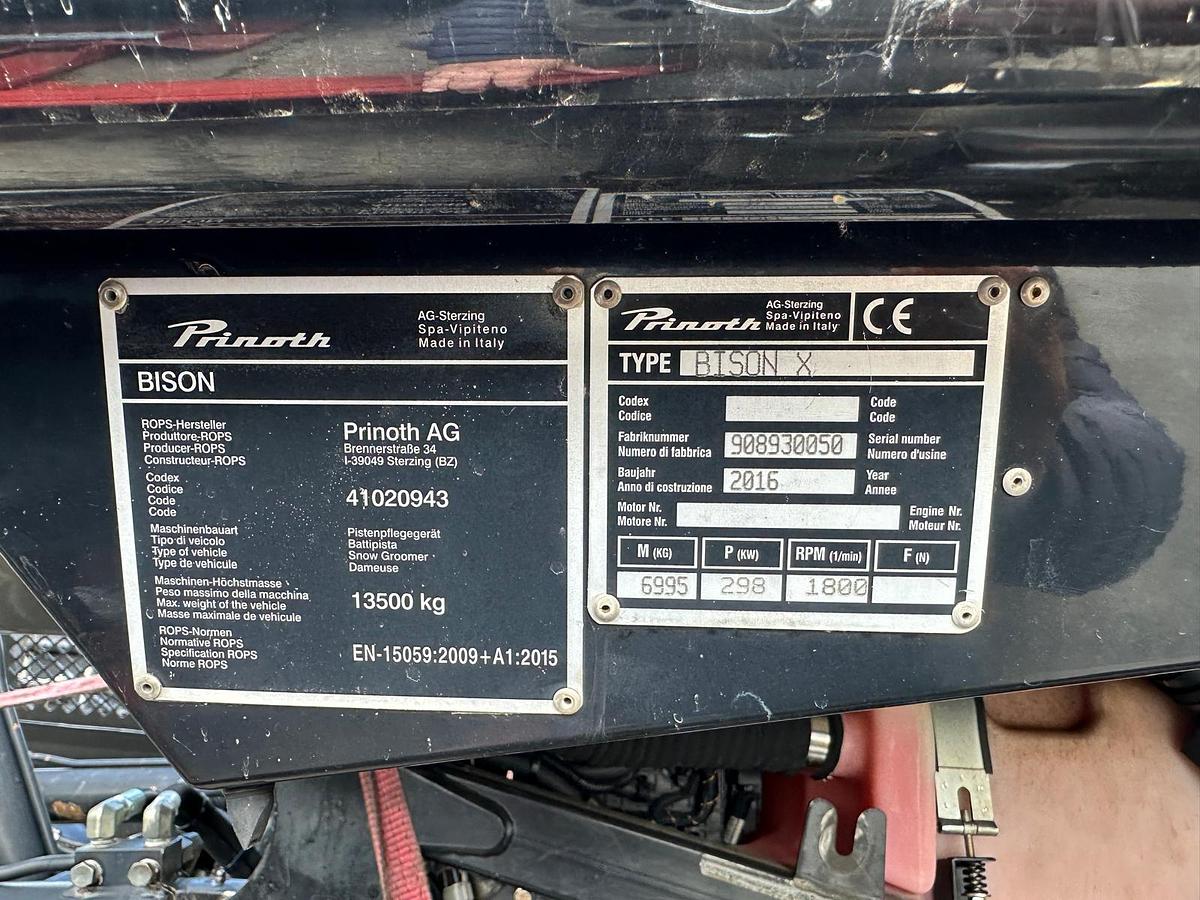 Prinoth
AG-Sterzing
Spa-Vipiteno
Made in Italy
BISON
ROPS-Hersteller
Produttore-ROPS
Producer-ROPS
Constructeur-ROPS
Prinoth AG
Brennerstraße 34
I-39049 Sterzing (BZ)
Codex
Codice
Code
Code
41020943
Maschinenbauart
Tipo di veicolo
Type of vehicle
Type de vehicule
Pistenpflegegerät
Battipista
Snow Groomer
Dameuse
Maschinen-Höchstmasse
Peso massimo della macchina
Max. weight of the vehicle
Masse maximale de vehicule
13500 kg
ROPS-Normen
Normative ROPS
Specification ROPS
Norme ROPS
EN-15059:2009+A1:2015
Prinoth
AG-Sterzing
Spa-Vipiteno
Made in Italy
CE
TYPE BISON X
Codex
Codice
Code
Code
Fabriknummer
Numero di fabbrica
908930050
Serial number
Numero d'usine
Baujahr
Anno di costruzione
2016
Year
Annee
Motor Nr.
Motore Nr.
Engine Nr.
Moteur Nr.
M (KG) P (KW) RPM (1/min) F (N)
6995 298 1800